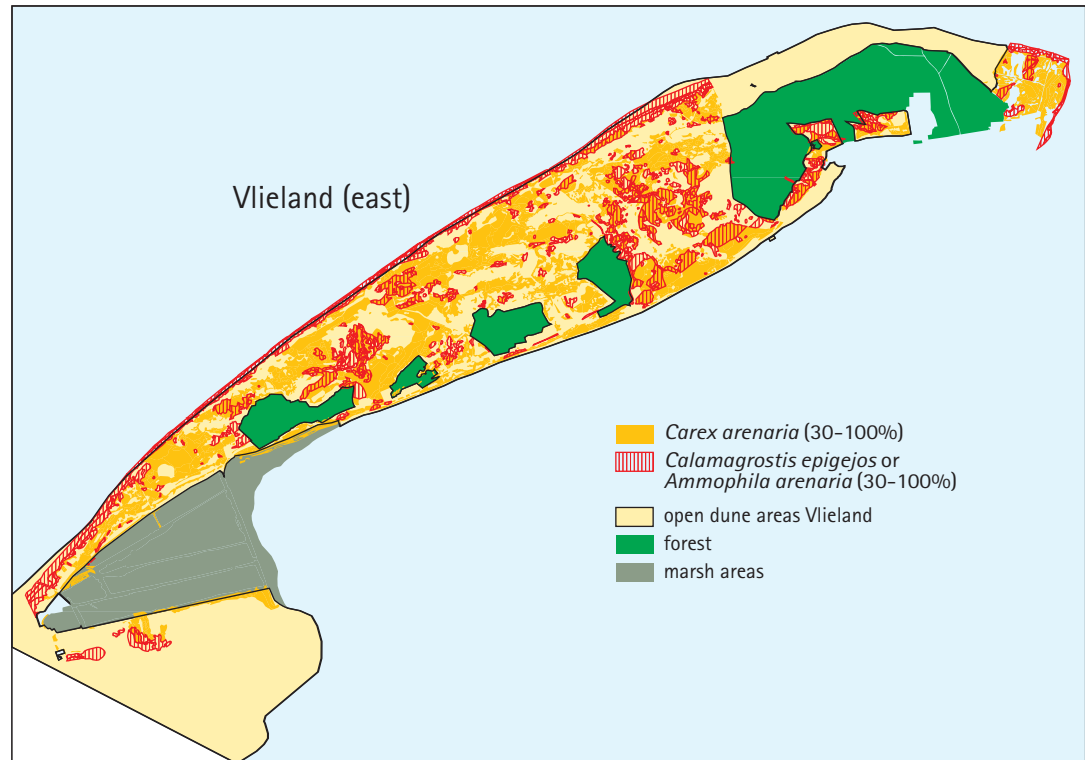 Vlieland (east)
Carex arenaria (30-100%)
Calamagrostis epigejos or
Ammophila arenaria (30-100%)
open dune areas Vlieland
forest
marsh areas